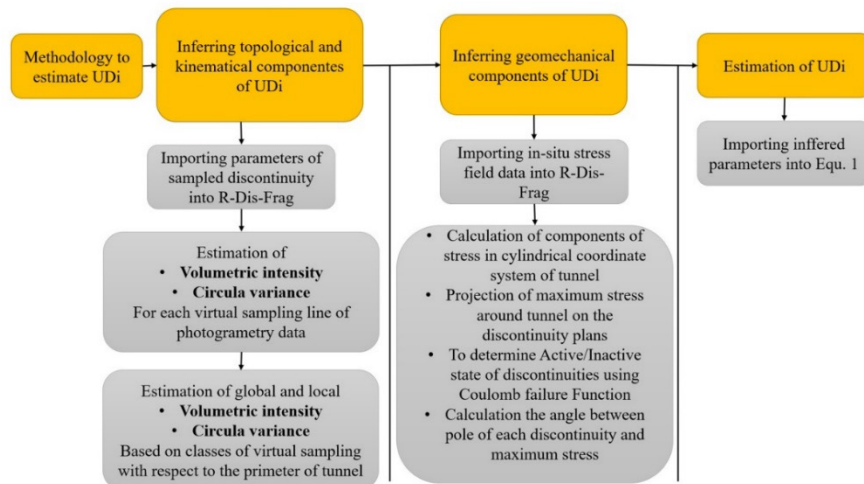 Methodology to
estimate UDi
Inferring topological and
kinematical componentes
of UDi
Importing parameters of
sampled discontinuity
into R-Dis-Frag
Estimation of
• Volumetric intensity
• Circula variance
For each virtual sampling line of
photogrametry data
Estimation of global and local
• Volumetric intensity
• Circula variance
Based on classes of virtual sampling
with respect to the primeter of tunnel
Inferring geomechanical
components of UDi
Importing in-situ stress
field data into R-Dis-
Frag
• Calculation of components of
stress in cylindrical coordinate
system of tunnel
• Projection of maximum stress
around tunnel on the
discontinuity plans
• To determine Active/Inactive
state of discontinuities using
Coulomb failure Function
• Calculation the angle between
pole of each discontinuity and
maximum stress
Estimation of UDi
Importing inffered
parameters into Equ. 1